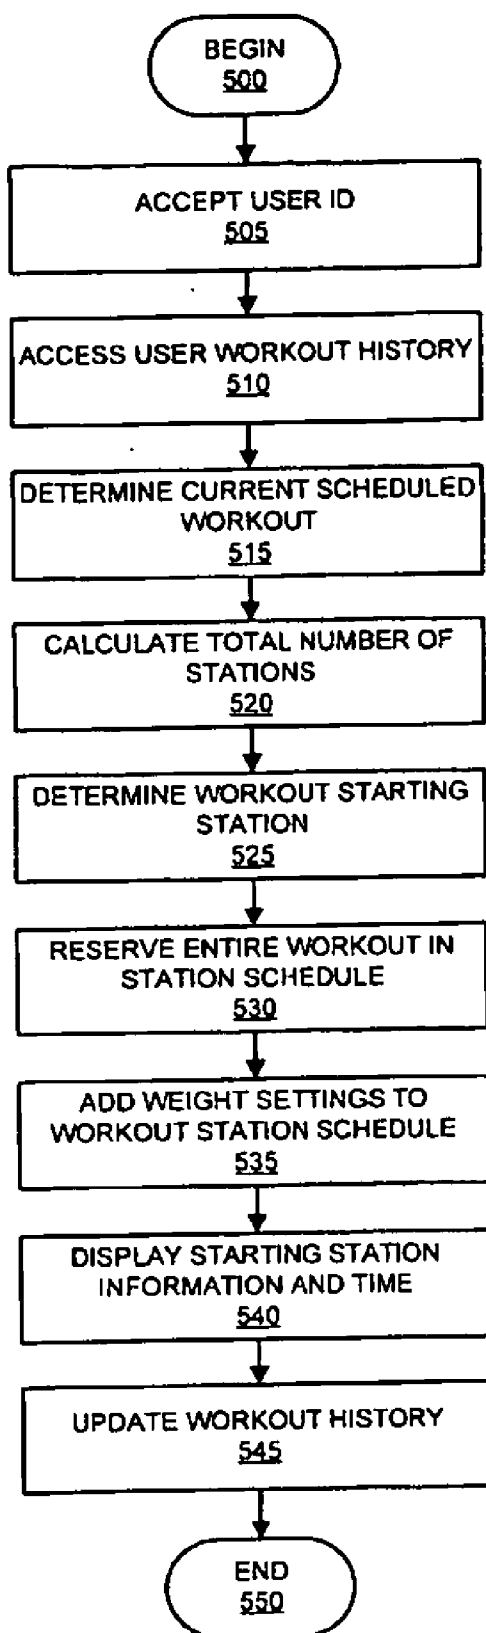 BEGIN
500
ACCEPT USER ID
505
ACCESS USER WORKOUT HISTORY
510
DETERMINE CURRENT SCHEDULED
WORKOUT
515
CALCULATE TOTAL NUMBER OF
STATIONS
520
DETERMINE WORKOUT STARTING
STATION
525
RESERVE ENTIRE WORKOUT IN
STATION SCHEDULE
530
ADD WEIGHT SETTINGS TO
WORKOUT STATION SCHEDULE
535
DISPLAY STARTING STATION
INFORMATION AND TIME
540
UPDATE WORKOUT HISTORY
545
END
550